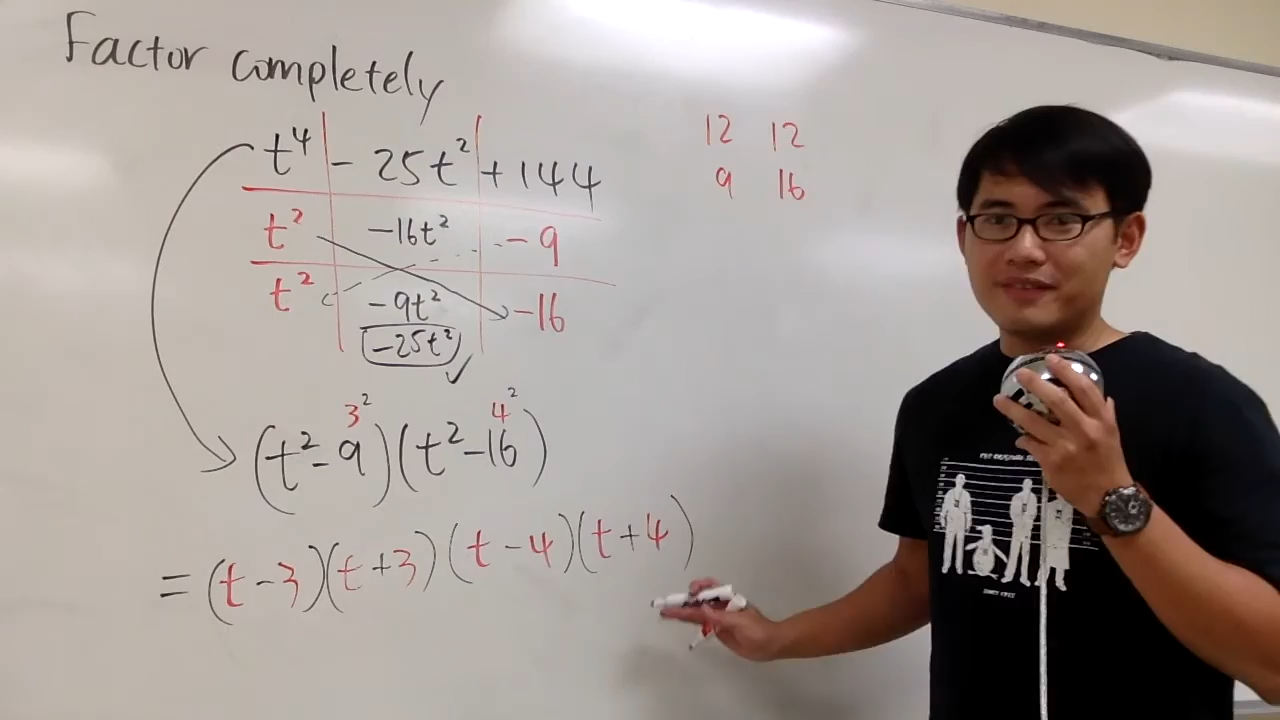 Factor completely
t⁴ - 25t² + 144
t² -16t² -9
t² -9t² -16
-25t² ✓
12 12
9 16
3² 4²
(t² - 9)(t² - 16)
= (t - 3)(t + 3)(t - 4)(t + 4)